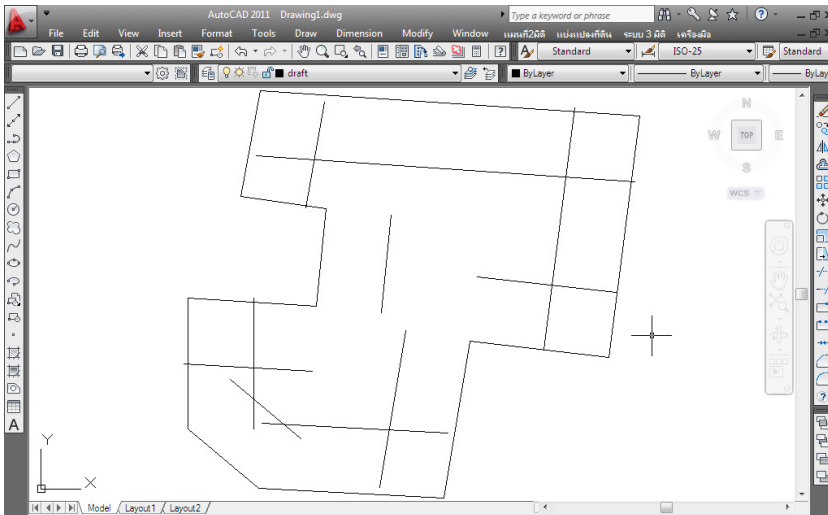 AutoCAD 2011 Drawing1.dwg Type a keyword or phrase
File Edit View Insert Format Tools Draw Dimension Modify Window แผนที่2มิติ แบ่งแปลงที่ดิน ระบบ 3 มิติ เครื่องมือ
Standard ISO-25 Standard
draft ByLayer ByLayer ByLay
N
W TOP E
S
WCS
A
Y
X
Model Layout1 Layout2